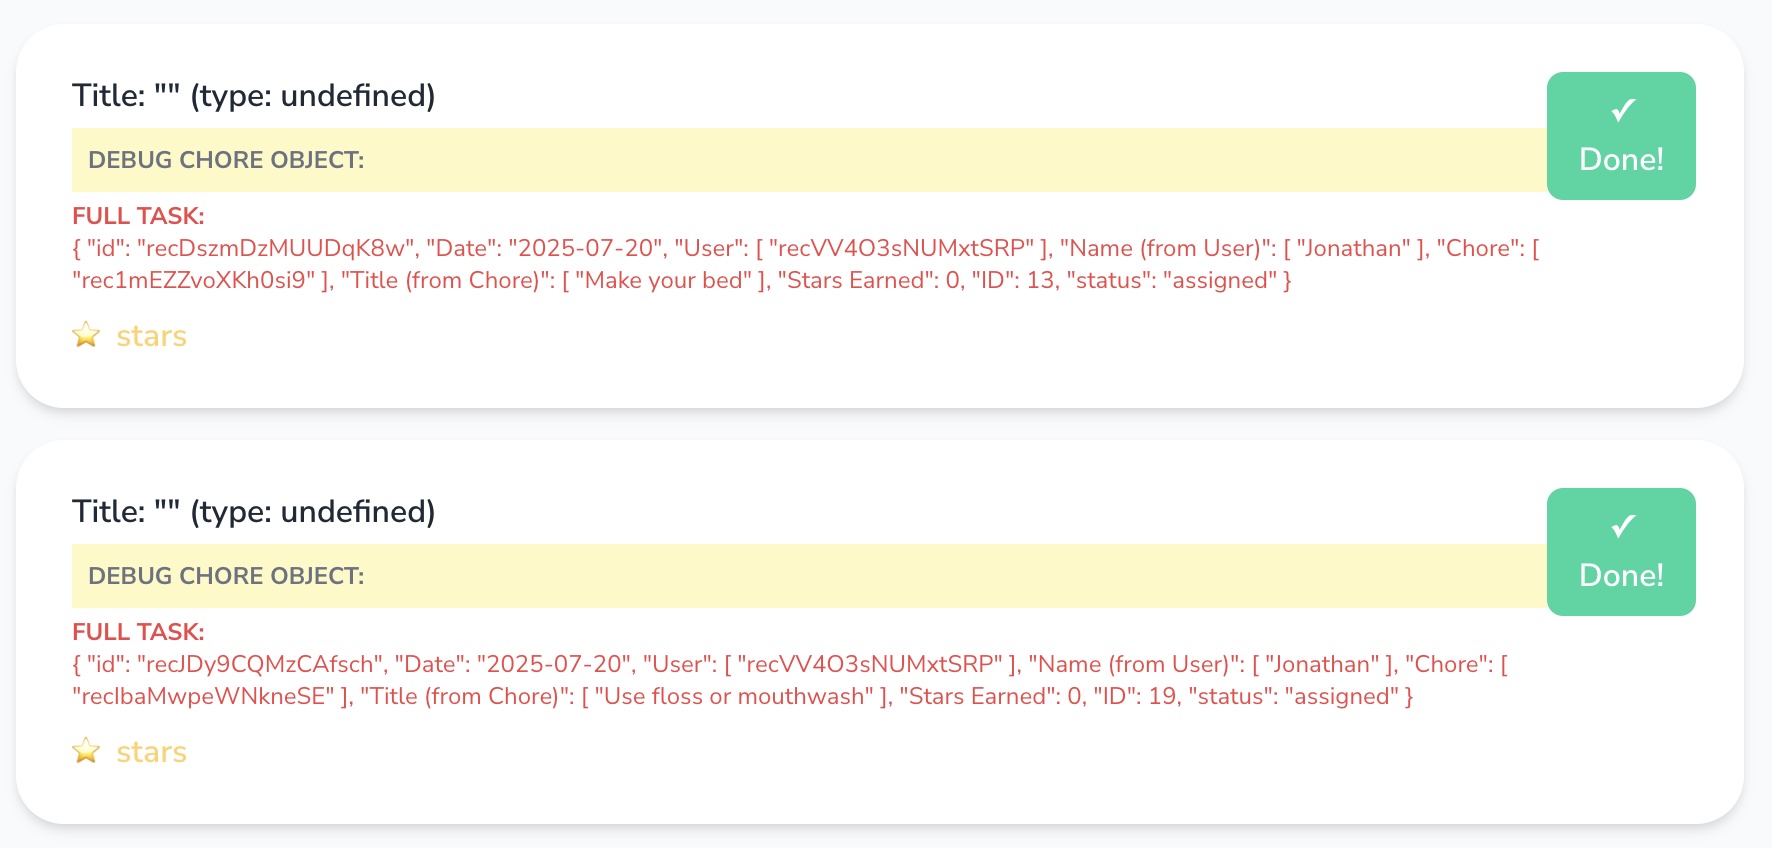 Title: "" (type: undefined)
✓
Done!
DEBUG CHORE OBJECT:
FULL TASK:
{ "id": "recDszmDzMUUDqK8w", "Date": "2025-07-20", "User": [ "recVV4O3sNUMxtSRP" ], "Name (from User)": [ "Jonathan" ], "Chore": [
"rec1mEZZvoXKh0si9" ], "Title (from Chore)": [ "Make your bed" ], "Stars Earned": 0, "ID": 13, "status": "assigned" }
⭐ stars
Title: "" (type: undefined)
✓
Done!
DEBUG CHORE OBJECT:
FULL TASK:
{ "id": "recJDy9CQMzCAfsch", "Date": "2025-07-20", "User": [ "recVV4O3sNUMxtSRP" ], "Name (from User)": [ "Jonathan" ], "Chore": [
"recIbaMwpeWNkneSE" ], "Title (from Chore)": [ "Use floss or mouthwash" ], "Stars Earned": 0, "ID": 19, "status": "assigned" }
⭐ stars